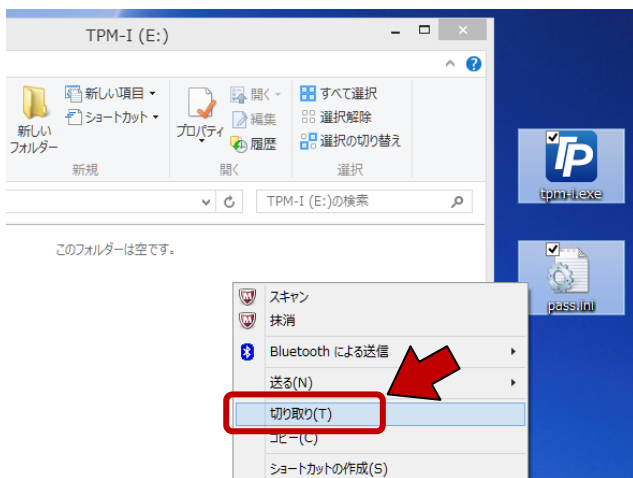 TPM-I (E:)
新しい項目
ショートカット
新しい
フォルダー
新規
プロパティ
開く
編集
履歴
開く
すべて選択
選択解除
選択の切り替え
選択
TPM-I (E:)の検索
このフォルダーは空です。
TP
tpm-i.exe
pass.ini
スキャン
抹消
Bluetooth による送信
送る(N)
切り取り(T)
コピー(C)
ショートカットの作成(S)